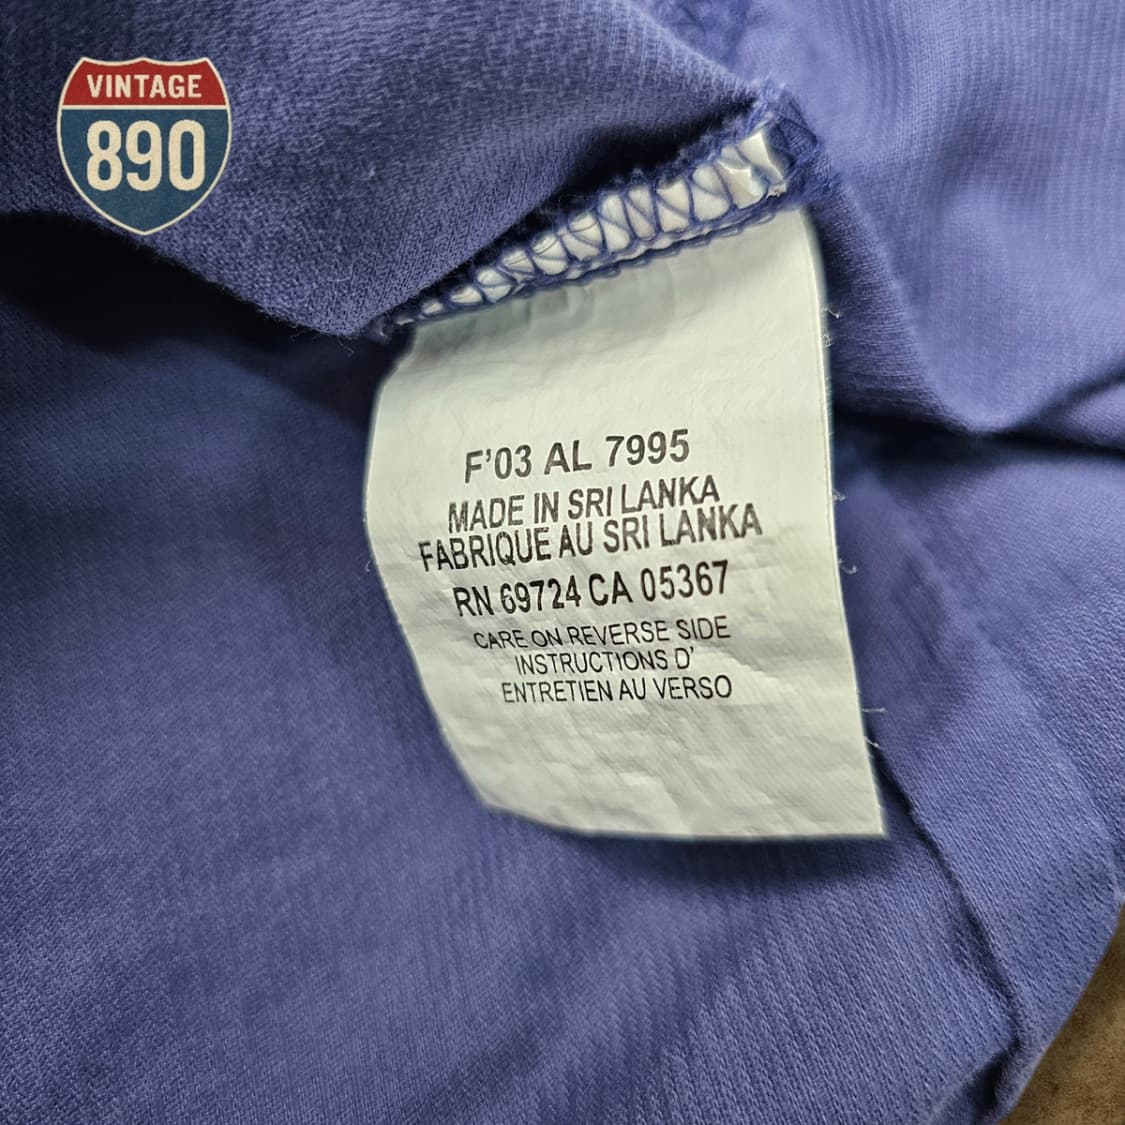 VINTAGE
890
F'03 AL 7995
MADE IN SRI LANKA
FABRIQUE AU SRI LANKA
RN 69724 CA 05367
CARE ON REVERSE SIDE
INSTRUCTIONS D'
ENTRETIEN AU VERSO